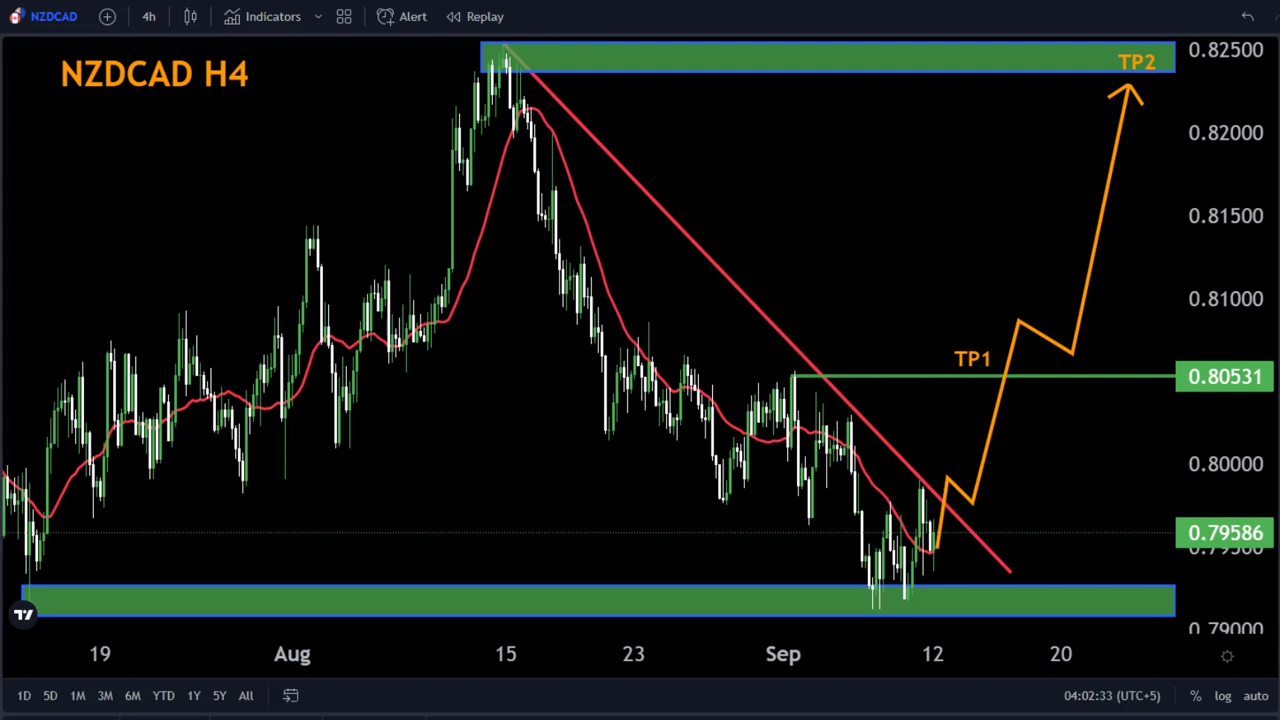 NZDCAD 4h Indicators Alert Replay
NZDCAD H4
TP2
TP1
0.82500
0.82000
0.81500
0.81000
0.80531
0.80000
0.79586
0.79500
0.79000
19 Aug 15 23 Sep 12 20
1D 5D 1M 3M 6M YTD 1Y 5Y All 04:02:33 (UTC+5) % log auto